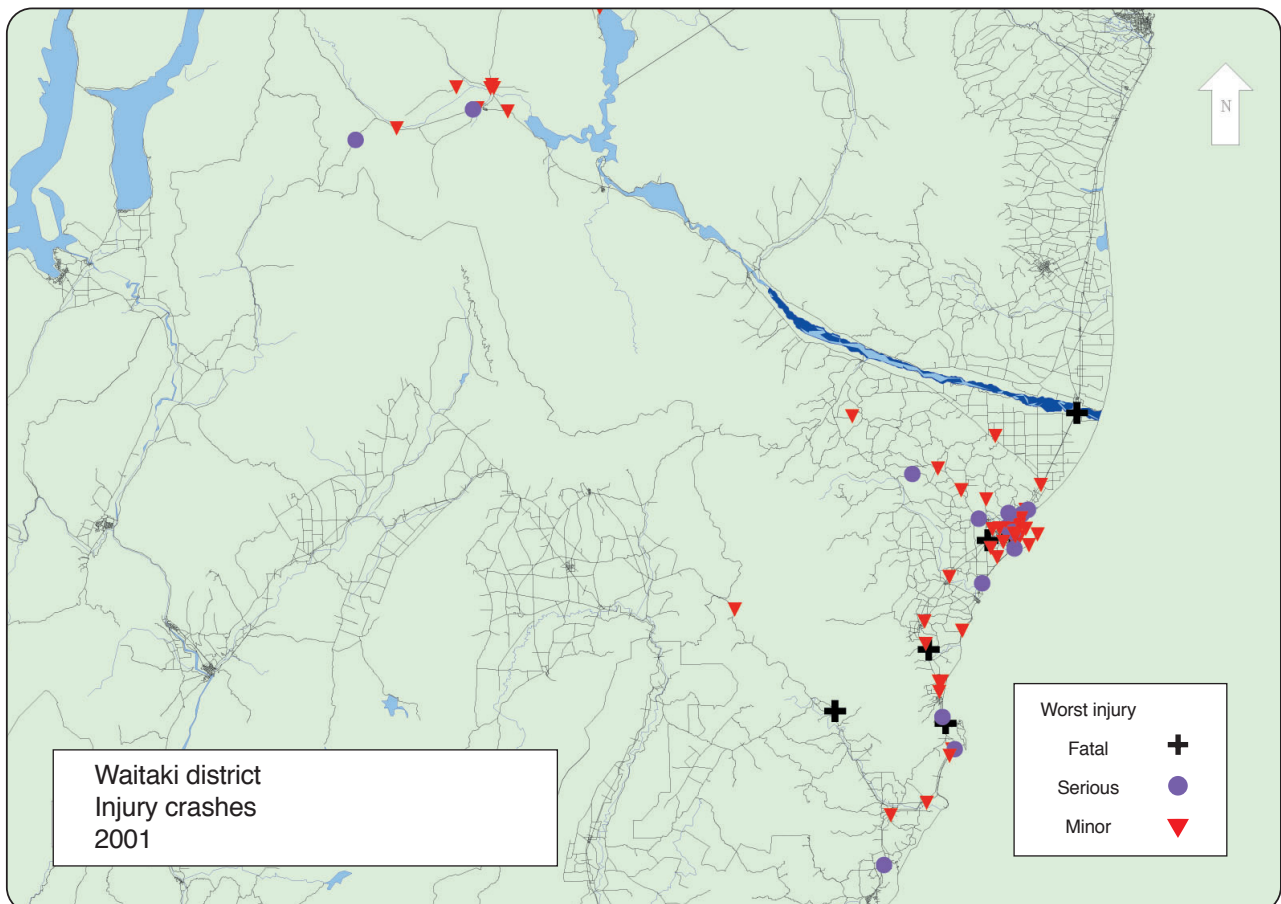 N
Worst injury
Fatal
Serious
Minor
Waitaki district
Injury crashes
2001